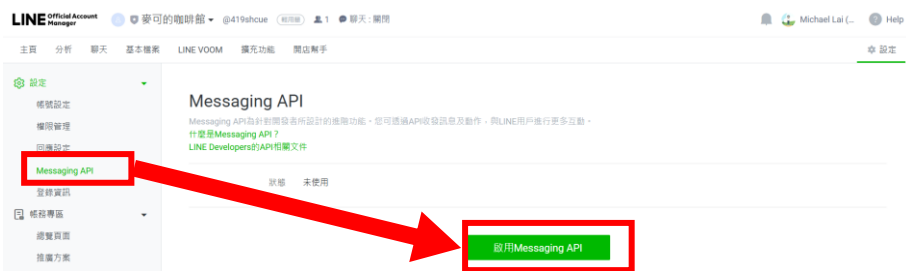 LINE Official Account Manager
麥可的咖啡館 @419shcue 1 聊天：關閉 Michael Lai (... Help
主頁 分析 聊天 基本檔案 LINE VOOM 擴充功能 開店幫手 設定
設定
帳號設定
權限管理
回應設定
Messaging API
登錄資訊
帳務專區
總覽頁面
推廣方案
Messaging API
Messaging API為針對開發者所設計的進階功能。您可透過API收發訊息及動作，與LINE用戶進行更多互動。
什麼是Messaging API？
LINE Developers的API相關文件
狀態 未使用
啟用Messaging API